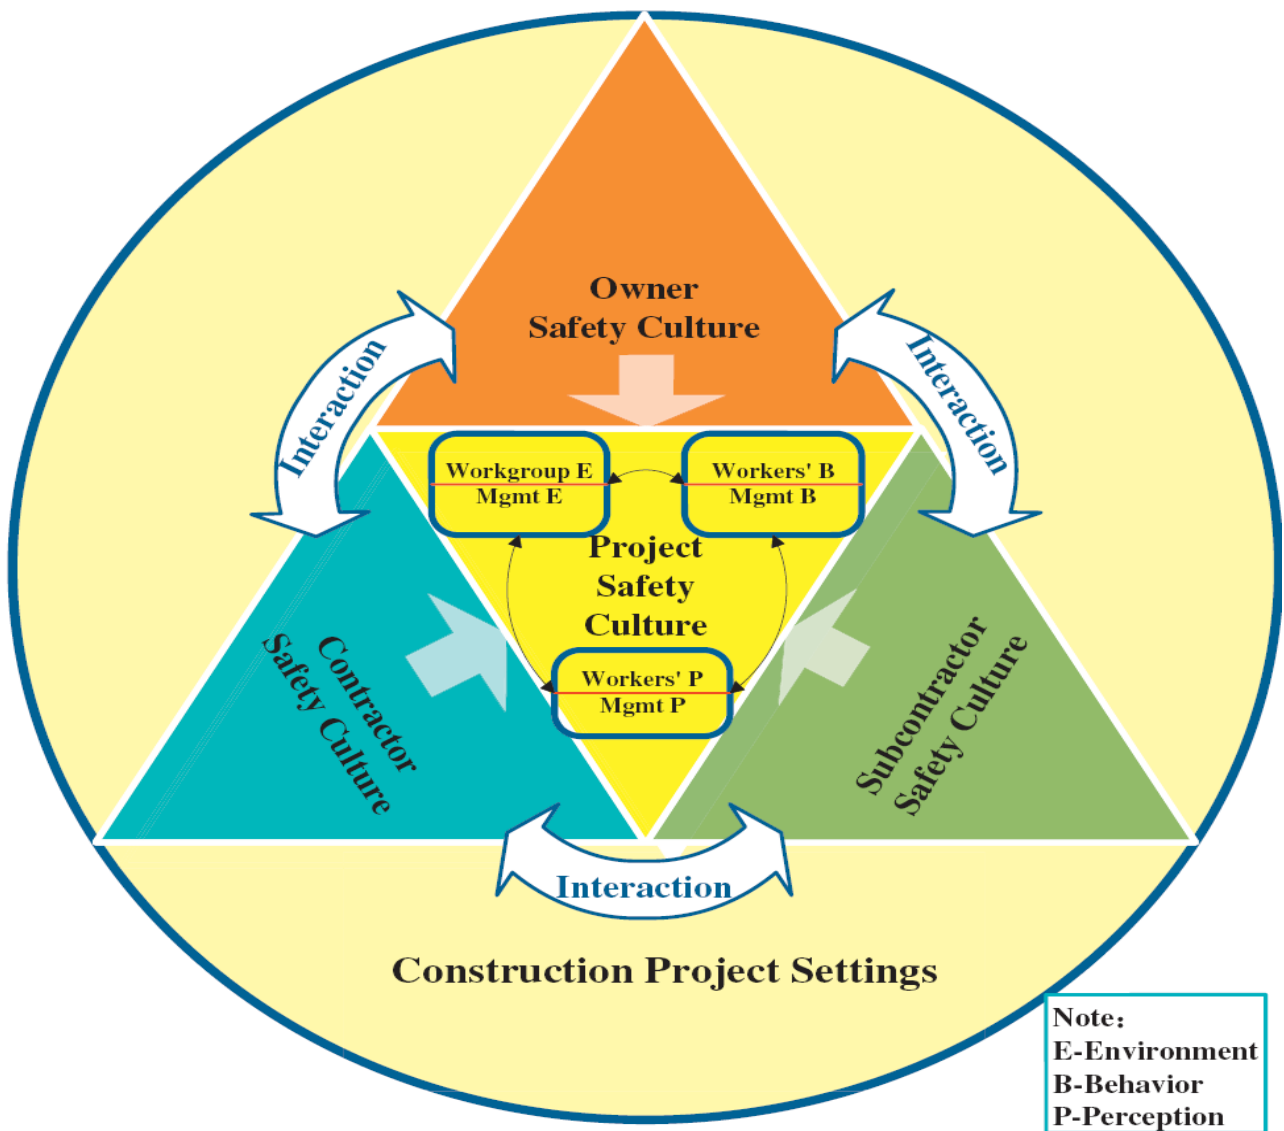 Owner
Safety Culture
Interaction
Interaction
Workgroup E
Mgmt E
Workers' B
Mgmt B
Project
Safety
Culture
Workers' P
Mgmt P
Contractor
Safety Culture
Subcontractor
Safety Culture
Interaction
Construction Project Settings
Note：
E-Environment
B-Behavior
P-Perception